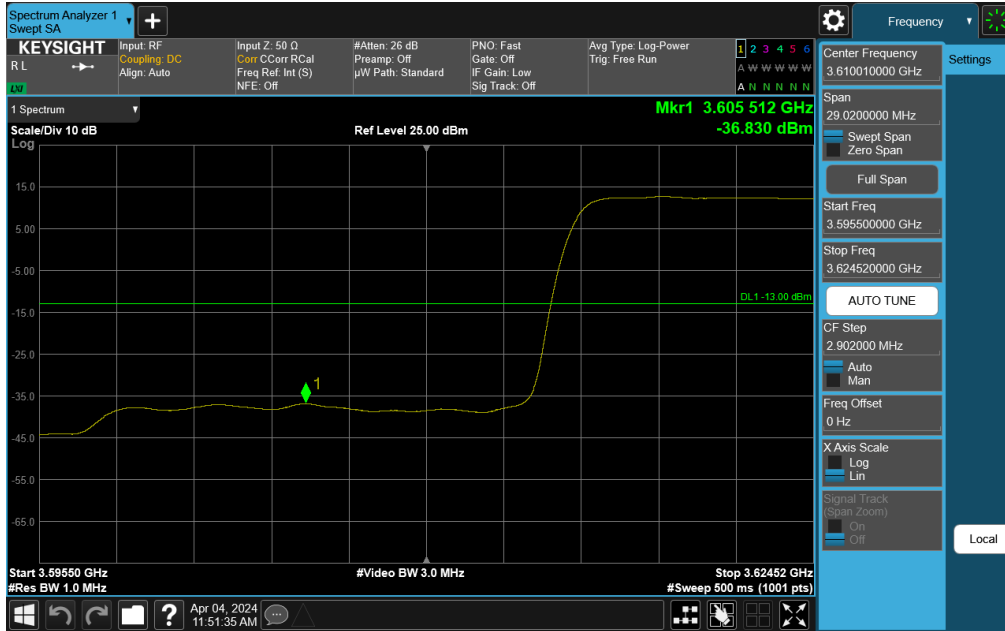 Spectrum Analyzer 1
Swept SA
+
Frequency
KEYSIGHT
R L
LXI
Input: RF
Coupling: DC
Align: Auto
Input Z: 50 Ω
Corr CCorr RCal
Freq Ref: Int (S)
NFE: Off
#Atten: 26 dB
Preamp: Off
µW Path: Standard
PNO: Fast
Gate: Off
IF Gain: Low
Sig Track: Off
Avg Type: Log-Power
Trig: Free Run
1 2 3 4 5 6
A W W W W W
A N N N N N
1 Spectrum
Scale/Div 10 dB
Ref Level 25.00 dBm
Mkr1 3.605 512 GHz
-36.830 dBm
Log
15.0
5.00
-5.00
-15.0
-25.0
-35.0
-45.0
-55.0
-65.0
DL1 -13.00 dBm
1
Start 3.59550 GHz
#Res BW 1.0 MHz
#Video BW 3.0 MHz
Stop 3.62452 GHz
#Sweep 500 ms (1001 pts)
Center Frequency
3.610010000 GHz
Span
29.0200000 MHz
Swept Span
Zero Span
Full Span
Start Freq
3.595500000 GHz
Stop Freq
3.624520000 GHz
AUTO TUNE
CF Step
2.902000 MHz
Auto
Man
Freq Offset
0 Hz
X Axis Scale
Log
Lin
Signal Track
(Span Zoom)
On
Off
Settings
Local
?
Apr 04, 2024
11:51:35 AM